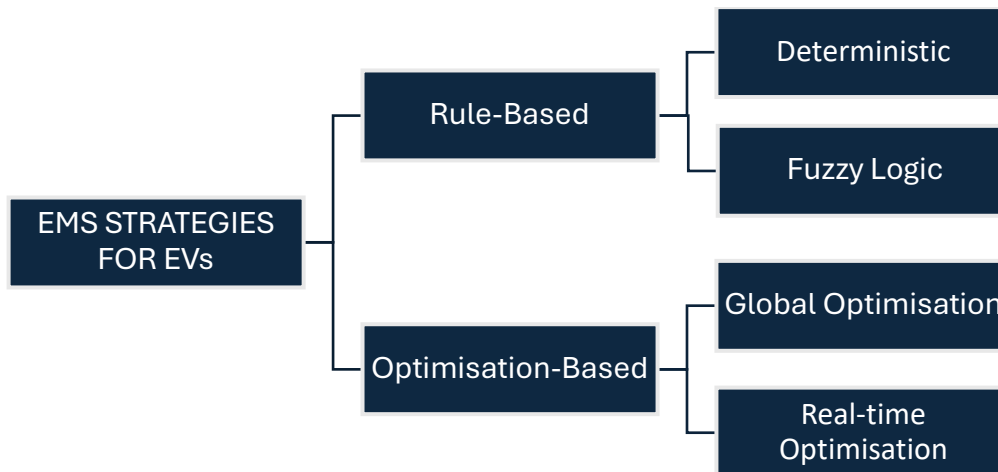 Deterministic
Rule-Based
Fuzzy Logic
EMS STRATEGIES
FOR EVs
Global Optimisation
Optimisation-Based
Real-time
Optimisation